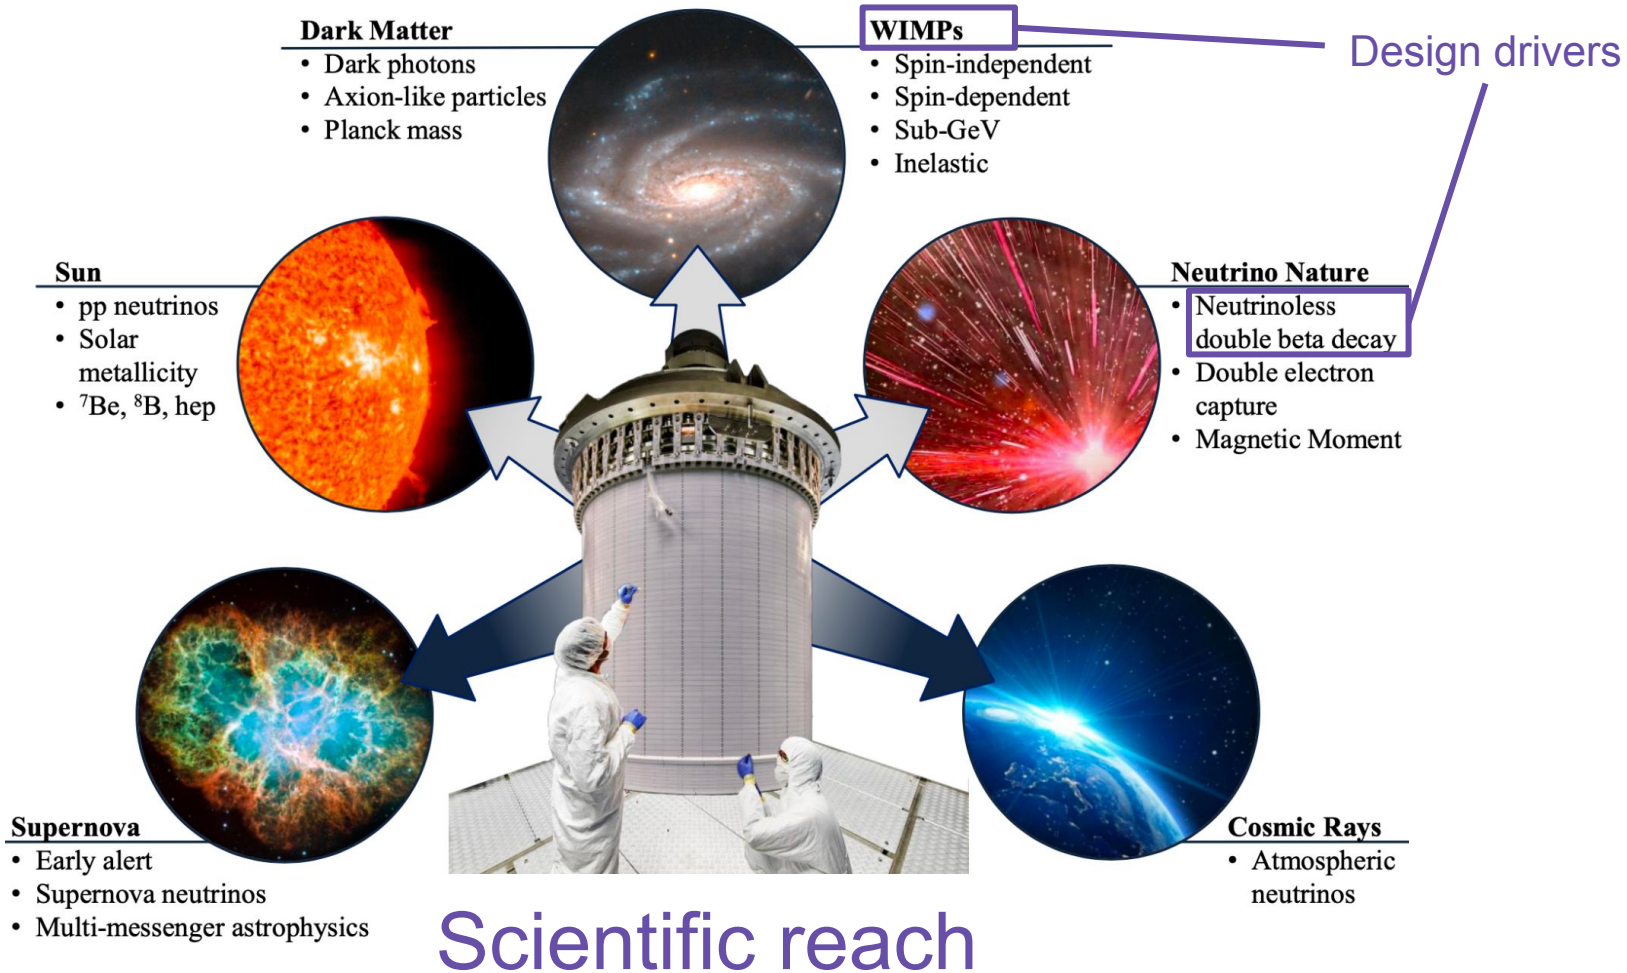 Dark Matter
• Dark photons
• Axion-like particles
• Planck mass
WIMPs
• Spin-independent
• Spin-dependent
• Sub-GeV
• Inelastic
Design drivers
Sun
• pp neutrinos
• Solar
metallicity
• ⁷Be, ⁸B, hep
Neutrino Nature
• Neutrinoless
double beta decay
• Double electron
capture
• Magnetic Moment
Supernova
• Early alert
• Supernova neutrinos
• Multi-messenger astrophysics
Cosmic Rays
• Atmospheric
neutrinos
Scientific reach